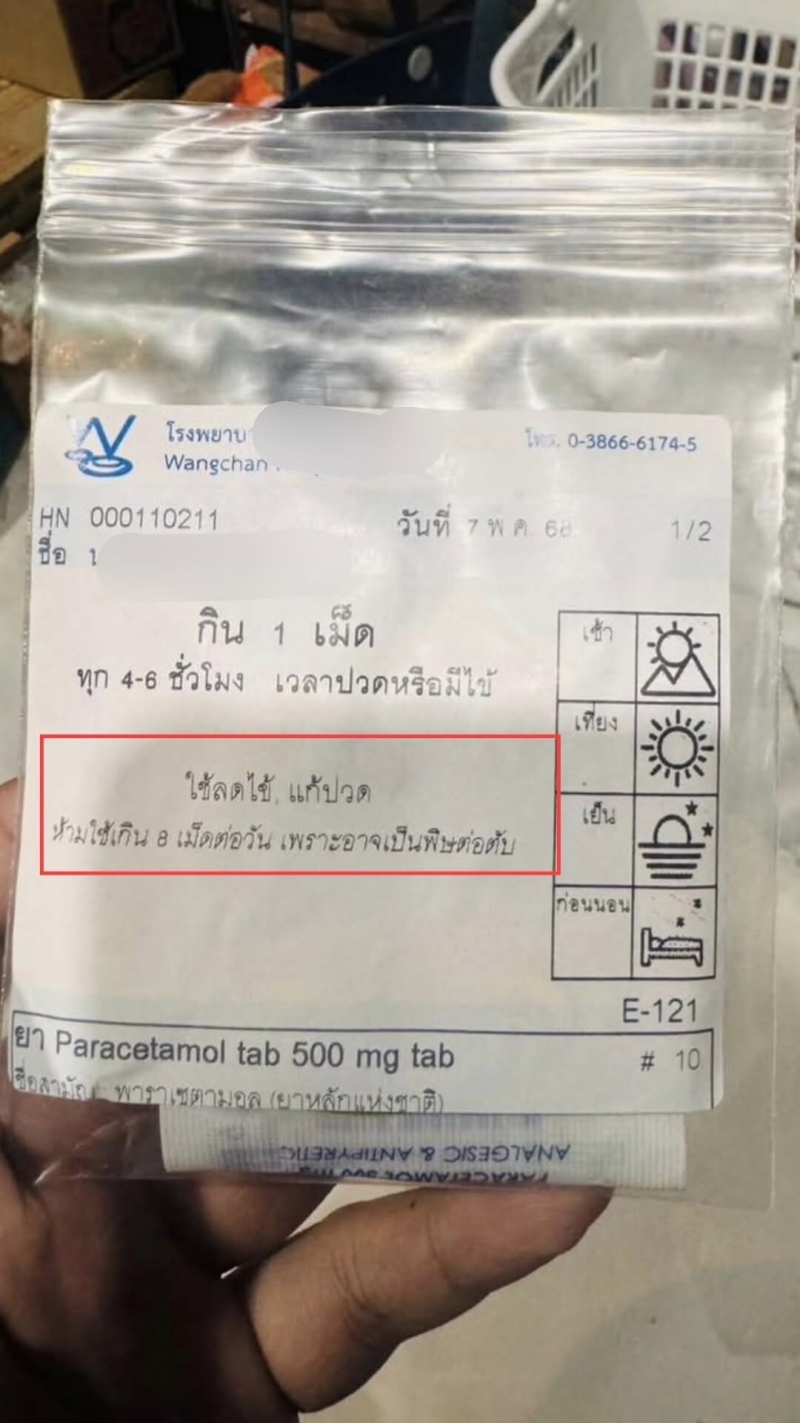 โรงพยาบา
โทร. 0-3866-6174-5
Wangchan
HN 000110211
วันที่ 7 พ.ค. 68
1/2
ชื่อ
กิน 1 เม็ด
ทุก 4-6 ชั่วโมง เวลาปวดหรือมีไข้
ใช้ลดไข้, แก้ปวด
ห้ามใช้เกิน 8 เม็ดต่อวัน เพราะอาจเป็นพิษต่อตับ
เช้า
เที่ยง
เย็น
ก่อนนอน
E-121
ยา Paracetamol tab 500 mg tab
# 10
ชื่อสามัญ: พาราเซตามอล (ยาหลักแห่งชาติ)
ANALGESIC & ANTIPYRETIC
PARACETAMOL 500 mg